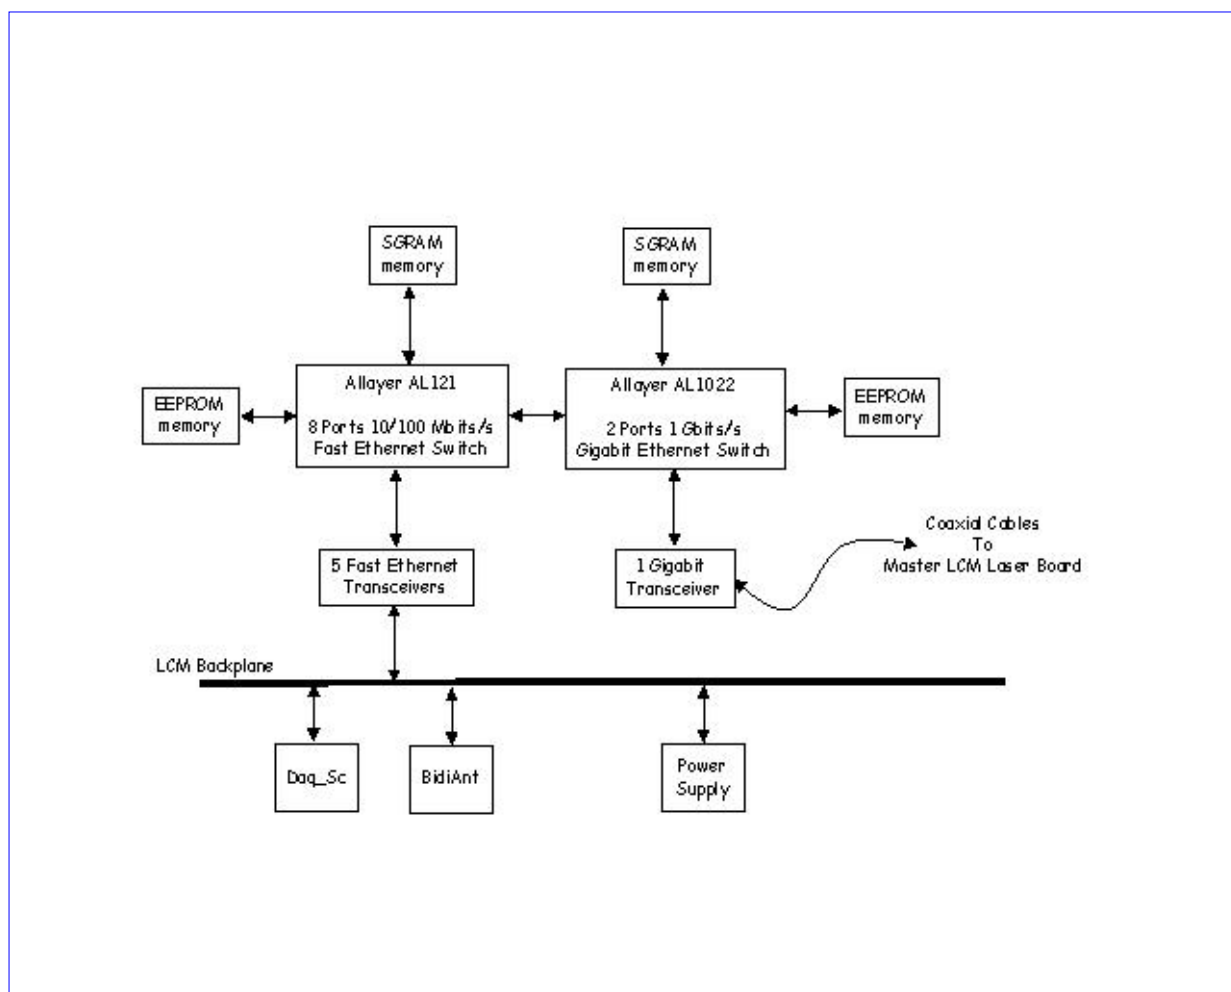 SGRAM
memory
SGRAM
memory
Allayer AL121
8 Ports 10/100 Mbits/s
Fast Ethernet Switch
Allayer AL1022
2 Ports 1 Gbits/s
Gigabit Ethernet Switch
EEPROM
memory
EEPROM
memory
Coaxial Cables
To
Master LCM Laser Board
5 Fast Ethernet
Transceivers
1 Gigabit
Transceiver
LCM Backplane
Daq_Sc
BidiAnt
Power
Supply